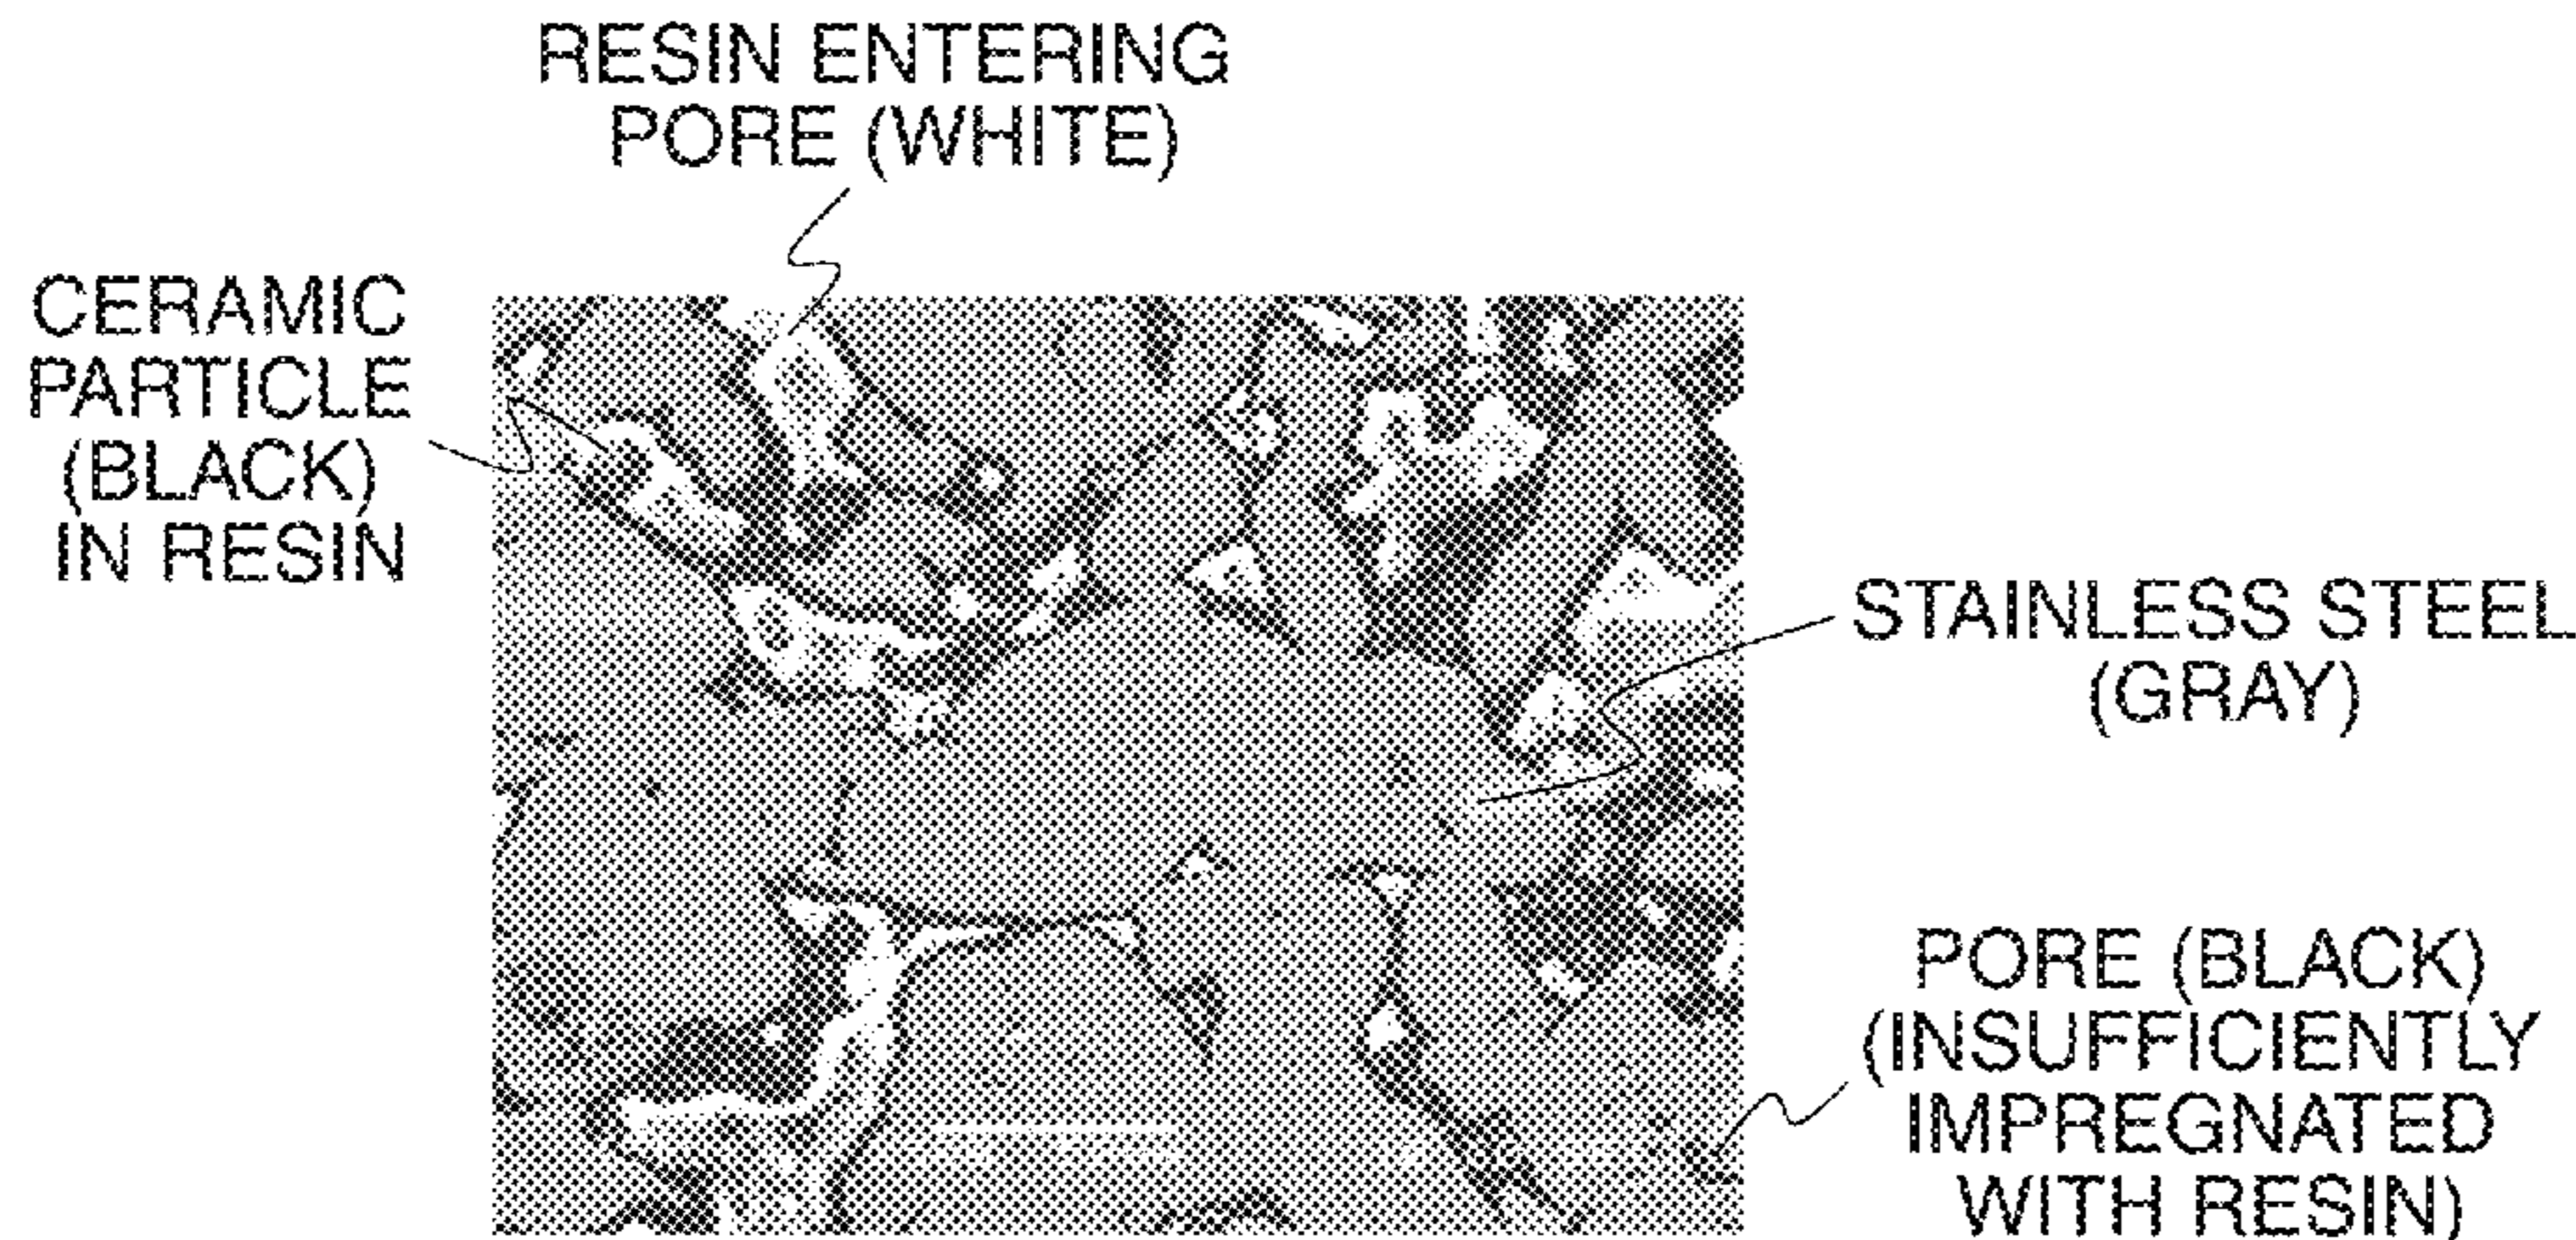 RESIN ENTERING
PORE (WHITE)
CERAMIC
PARTICLE
(BLACK)
IN RESIN
STAINLESS STEEL
(GRAY)
PORE (BLACK)
(INSUFFICIENTLY
IMPREGNATED
WITH RESIN)